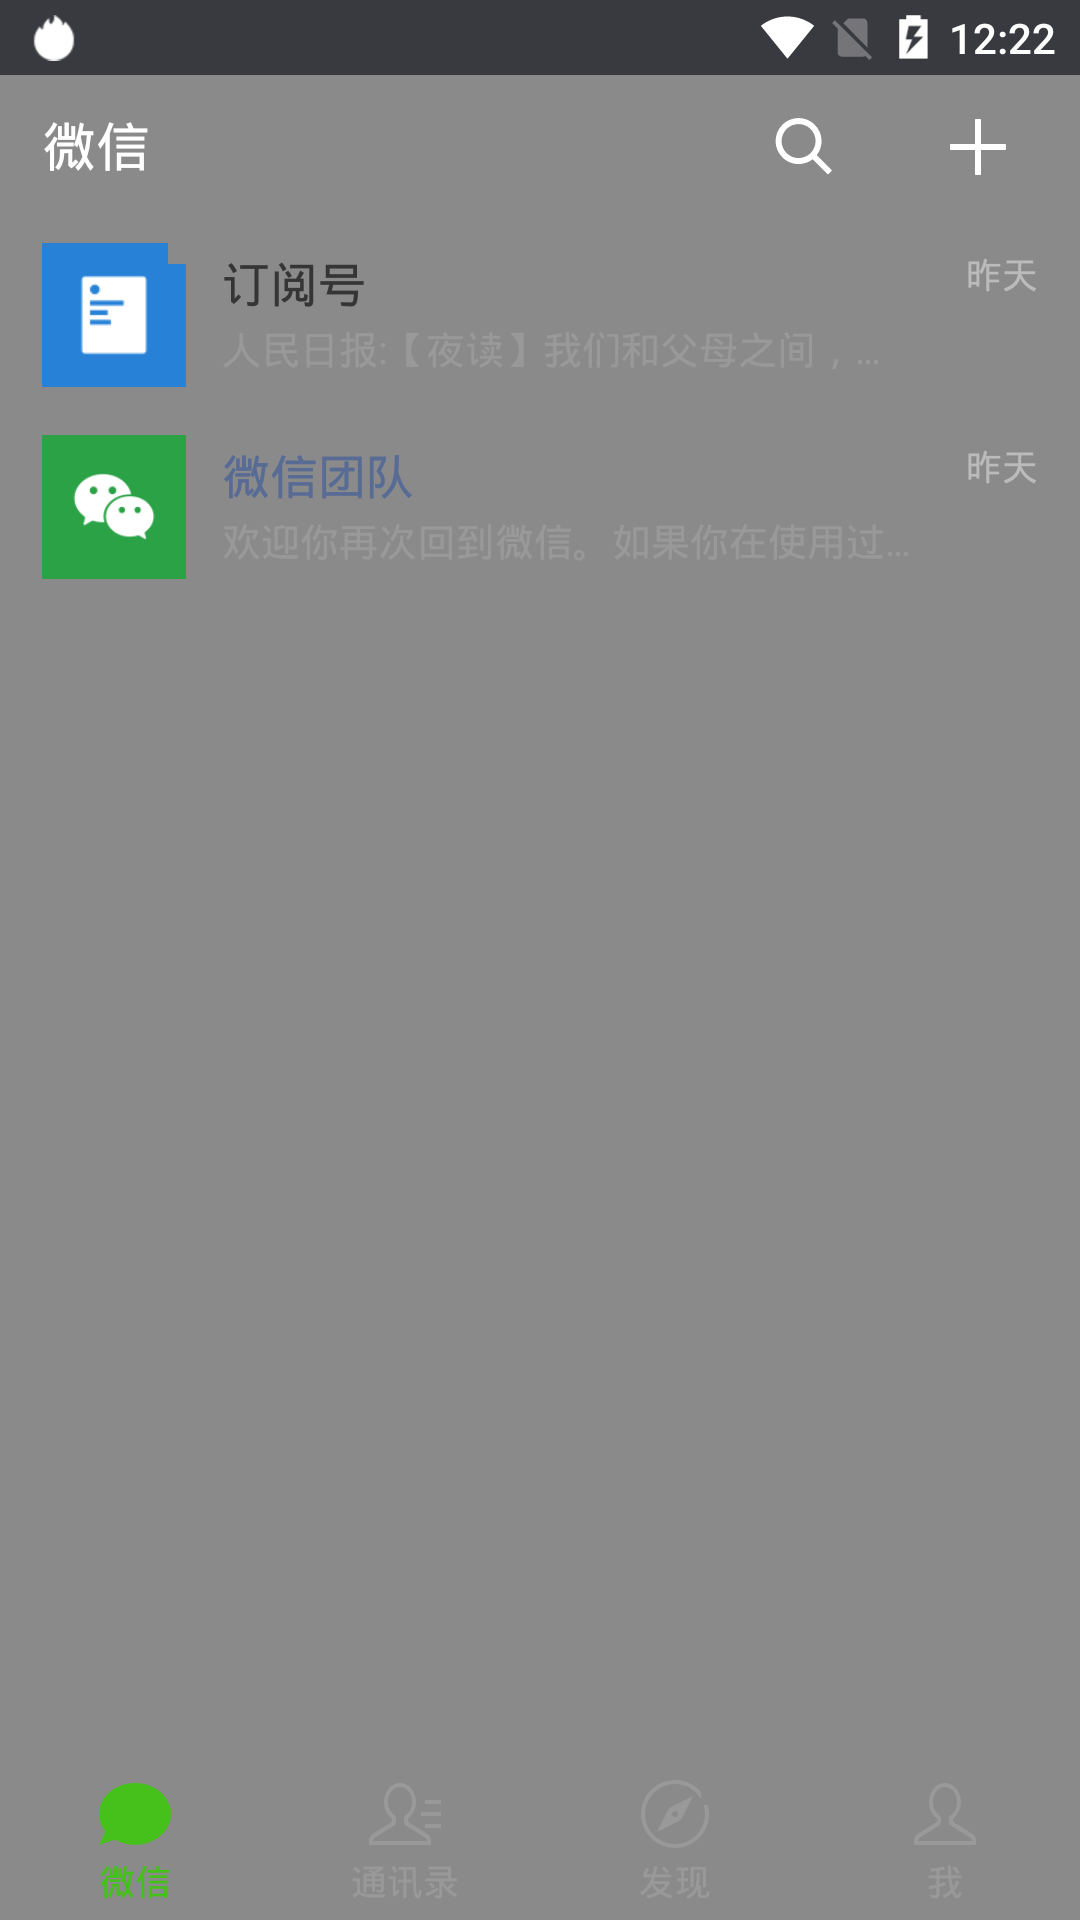 12:22
微信
订阅号
昨天
人民日报:【夜读】我们和父母之间，...
微信团队
昨天
欢迎你再次回到微信。如果你在使用过...
微信
通讯录
发现
我